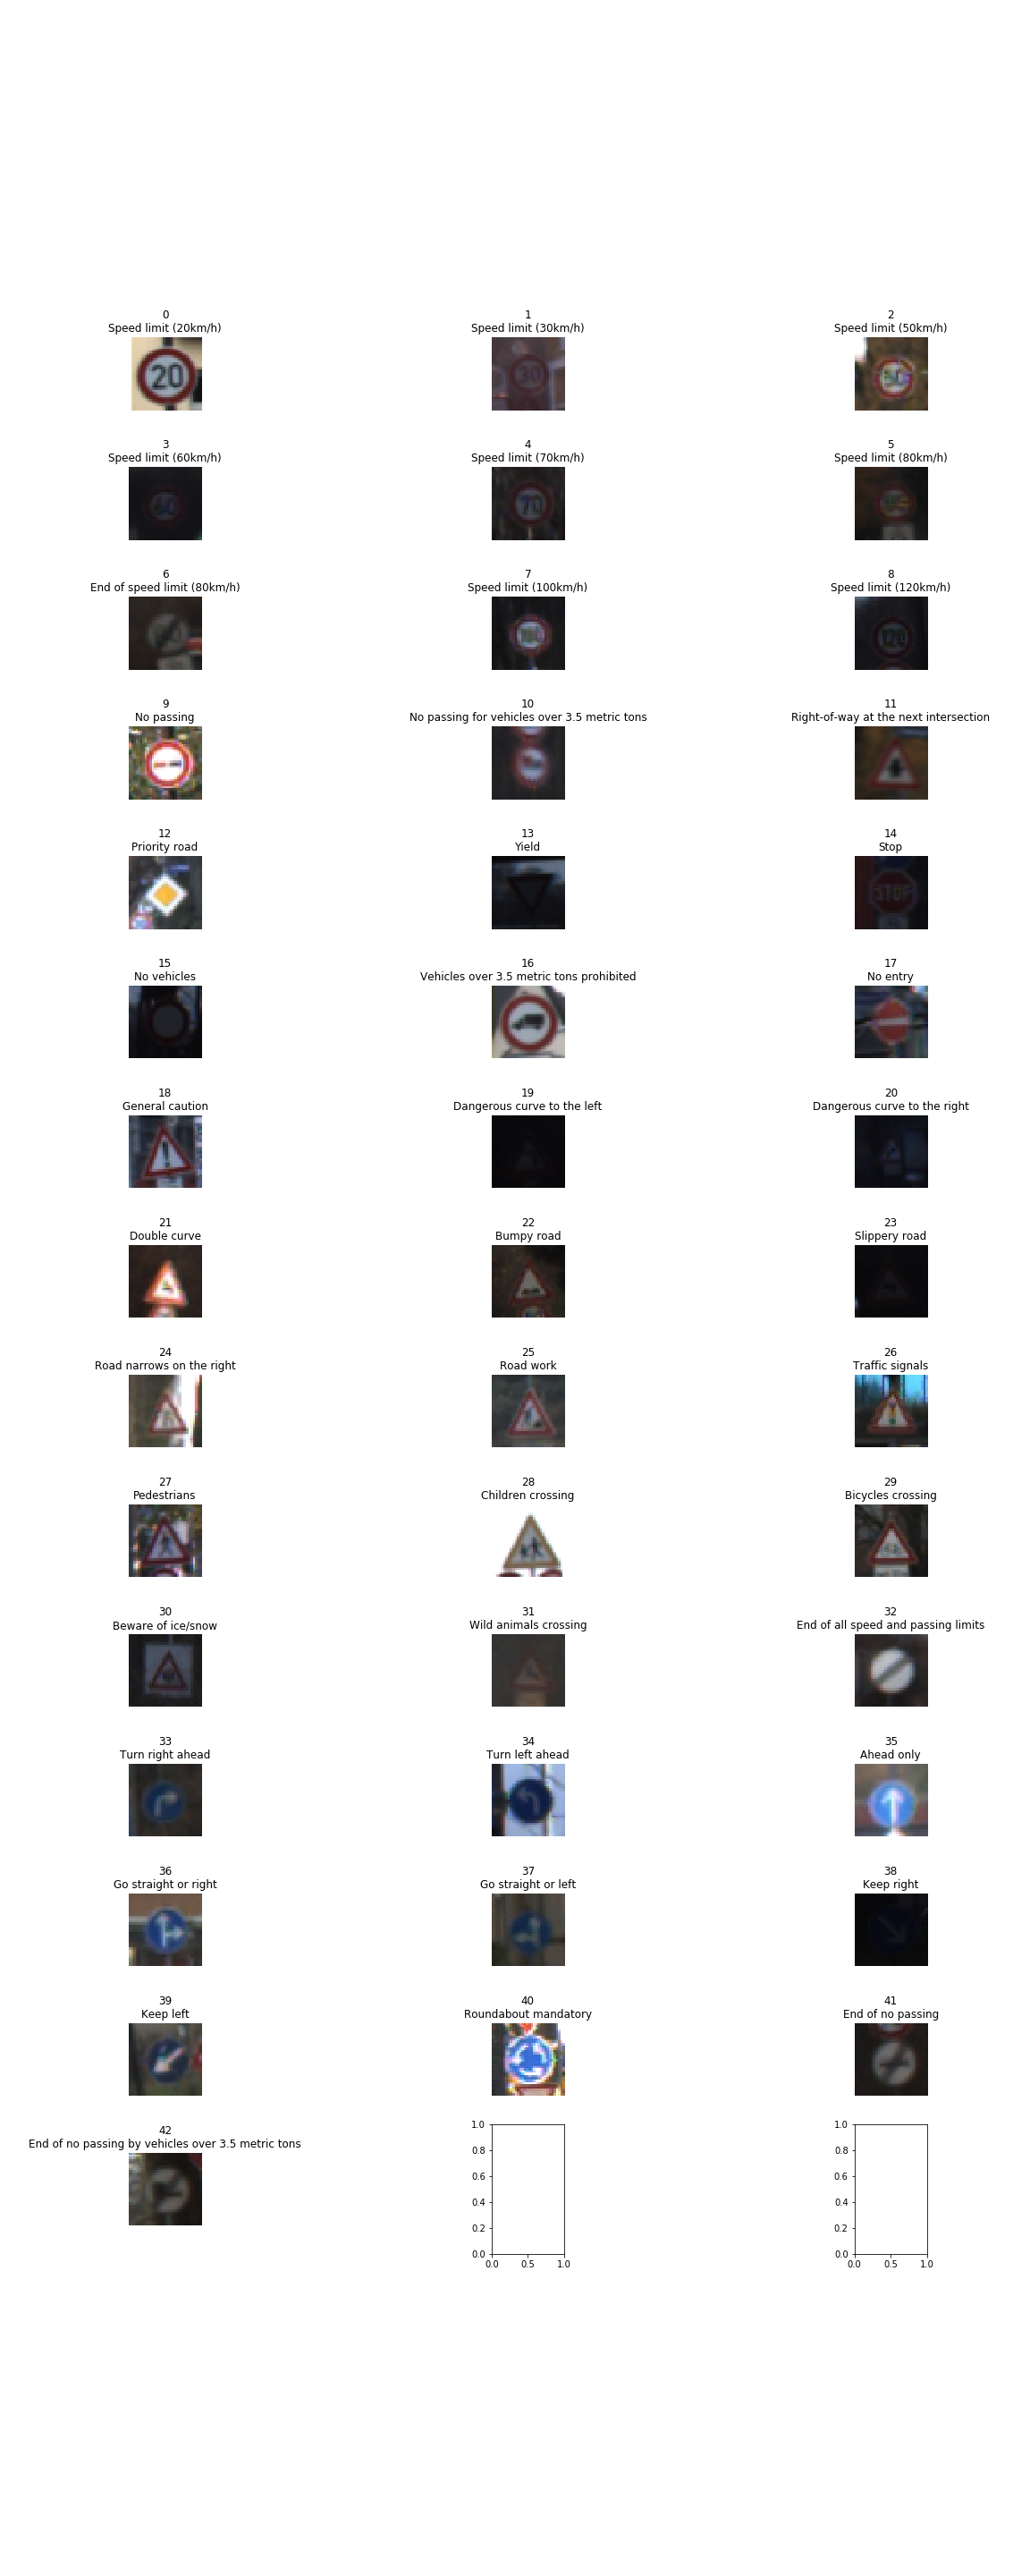 0
Speed limit (20km/h)
20
1
Speed limit (30km/h)
30
2
Speed limit (50km/h)
3
Speed limit (60km/h)
4
Speed limit (70km/h)
70
5
Speed limit (80km/h)
6
End of speed limit (80km/h)
7
Speed limit (100km/h)
8
Speed limit (120km/h)
120
9
No passing
10
No passing for vehicles over 3.5 metric tons
11
Right-of-way at the next intersection
12
Priority road
13
Yield
14
Stop
STOP
15
No vehicles
16
Vehicles over 3.5 metric tons prohibited
17
No entry
18
General caution
19
Dangerous curve to the left
20
Dangerous curve to the right
21
Double curve
22
Bumpy road
23
Slippery road
24
Road narrows on the right
25
Road work
26
Traffic signals
27
Pedestrians
28
Children crossing
29
Bicycles crossing
30
Beware of ice/snow
31
Wild animals crossing
32
End of all speed and passing limits
33
Turn right ahead
34
Turn left ahead
35
Ahead only
36
Go straight or right
37
Go straight or left
38
Keep right
39
Keep left
40
Roundabout mandatory
41
End of no passing
42
End of no passing by vehicles over 3.5 metric tons
1.0
0.8
0.6
0.4
0.2
0.0
0.0 0.5 1.0
1.0
0.8
0.6
0.4
0.2
0.0
0.0 0.5 1.0